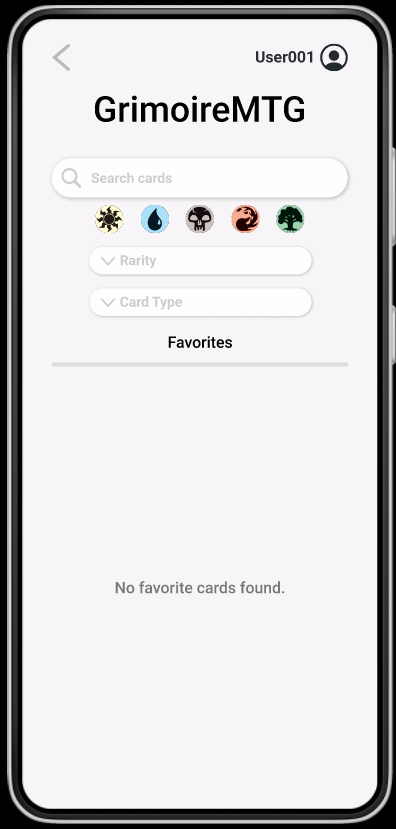 User001
GrimoireMTG
Search cards
Rarity
Card Type
Favorites
No favorite cards found.